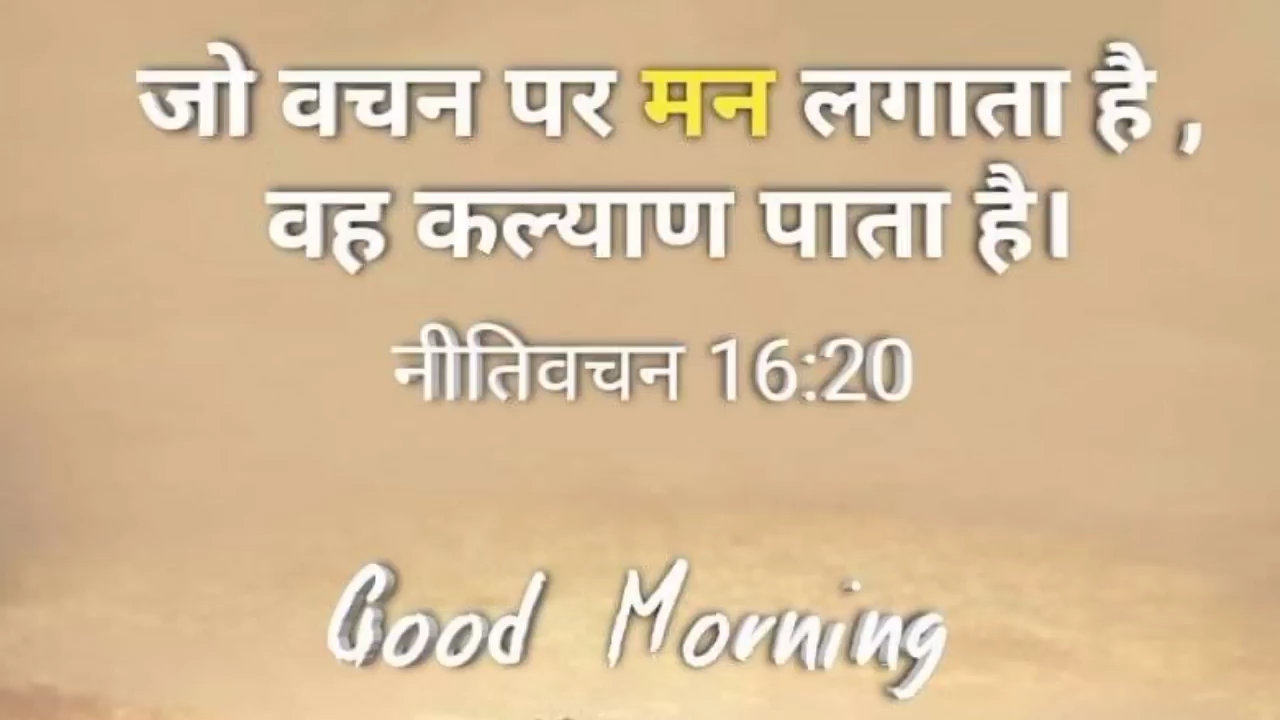 जो वचन पर मन लगाता है ,
वह कल्याण पाता है।
नीतिवचन 16:20
Good Morning